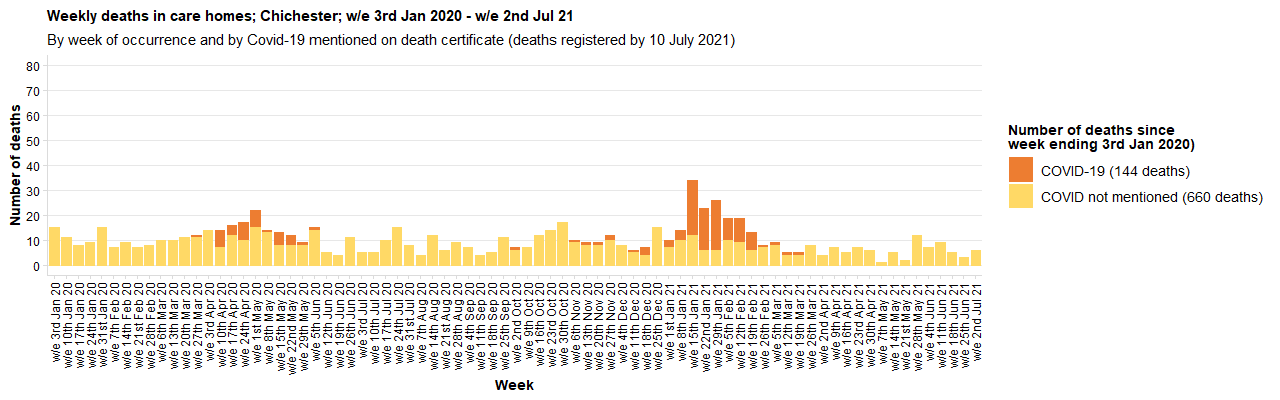 Weekly deaths in care homes; Chichester; w/e 3rd Jan 2020 - w/e 2nd Jul 21
By week of occurrence and by Covid-19 mentioned on death certificate (deaths registered by 10 July 2021)
80
70
60
50
40
30
20
10
0
Number of deaths
w/e 3rd Jan 20
w/e 10th Jan 20
w/e 17th Jan 20
w/e 24th Jan 20
w/e 31st Jan 20
w/e 7th Feb 20
w/e 14th Feb 20
w/e 21st Feb 20
w/e 28th Feb 20
w/e 6th Mar 20
w/e 13th Mar 20
w/e 20th Mar 20
w/e 27th Mar 20
w/e 3rd Apr 20
w/e 10th Apr 20
w/e 17th Apr 20
w/e 24th Apr 20
w/e 1st May 20
w/e 8th May 20
w/e 15th May 20
w/e 22nd May 20
w/e 29th May 20
w/e 5th Jun 20
w/e 12th Jun 20
w/e 19th Jun 20
w/e 26th Jun 20
w/e 3rd Jul 20
w/e 10th Jul 20
w/e 17th Jul 20
w/e 24th Jul 20
w/e 31st Jul 20
w/e 7th Aug 20
w/e 14th Aug 20
w/e 21st Aug 20
w/e 28th Aug 20
w/e 4th Sep 20
w/e 11th Sep 20
w/e 18th Sep 20
w/e 25th Sep 20
w/e 2nd Oct 20
w/e 9th Oct 20
w/e 16th Oct 20
w/e 23rd Oct 20
w/e 30th Oct 20
w/e 6th Nov 20
w/e 13th Nov 20
w/e 20th Nov 20
w/e 27th Nov 20
w/e 4th Dec 20
w/e 11th Dec 20
w/e 18th Dec 20
w/e 25th Dec 20
w/e 1st Jan 21
w/e 8th Jan 21
w/e 15th Jan 21
w/e 22nd Jan 21
w/e 29th Jan 21
w/e 5th Feb 21
w/e 12th Feb 21
w/e 19th Feb 21
w/e 26th Feb 21
w/e 5th Mar 21
w/e 12th Mar 21
w/e 19th Mar 21
w/e 26th Mar 21
w/e 2nd Apr 21
w/e 9th Apr 21
w/e 16th Apr 21
w/e 23rd Apr 21
w/e 30th Apr 21
w/e 7th May 21
w/e 14th May 21
w/e 21st May 21
w/e 28th May 21
w/e 4th Jun 21
w/e 11th Jun 21
w/e 18th Jun 21
w/e 25th Jun 21
w/e 2nd Jul 21
Week
Number of deaths since
week ending 3rd Jan 2020)
COVID-19 (144 deaths)
COVID not mentioned (660 deaths)